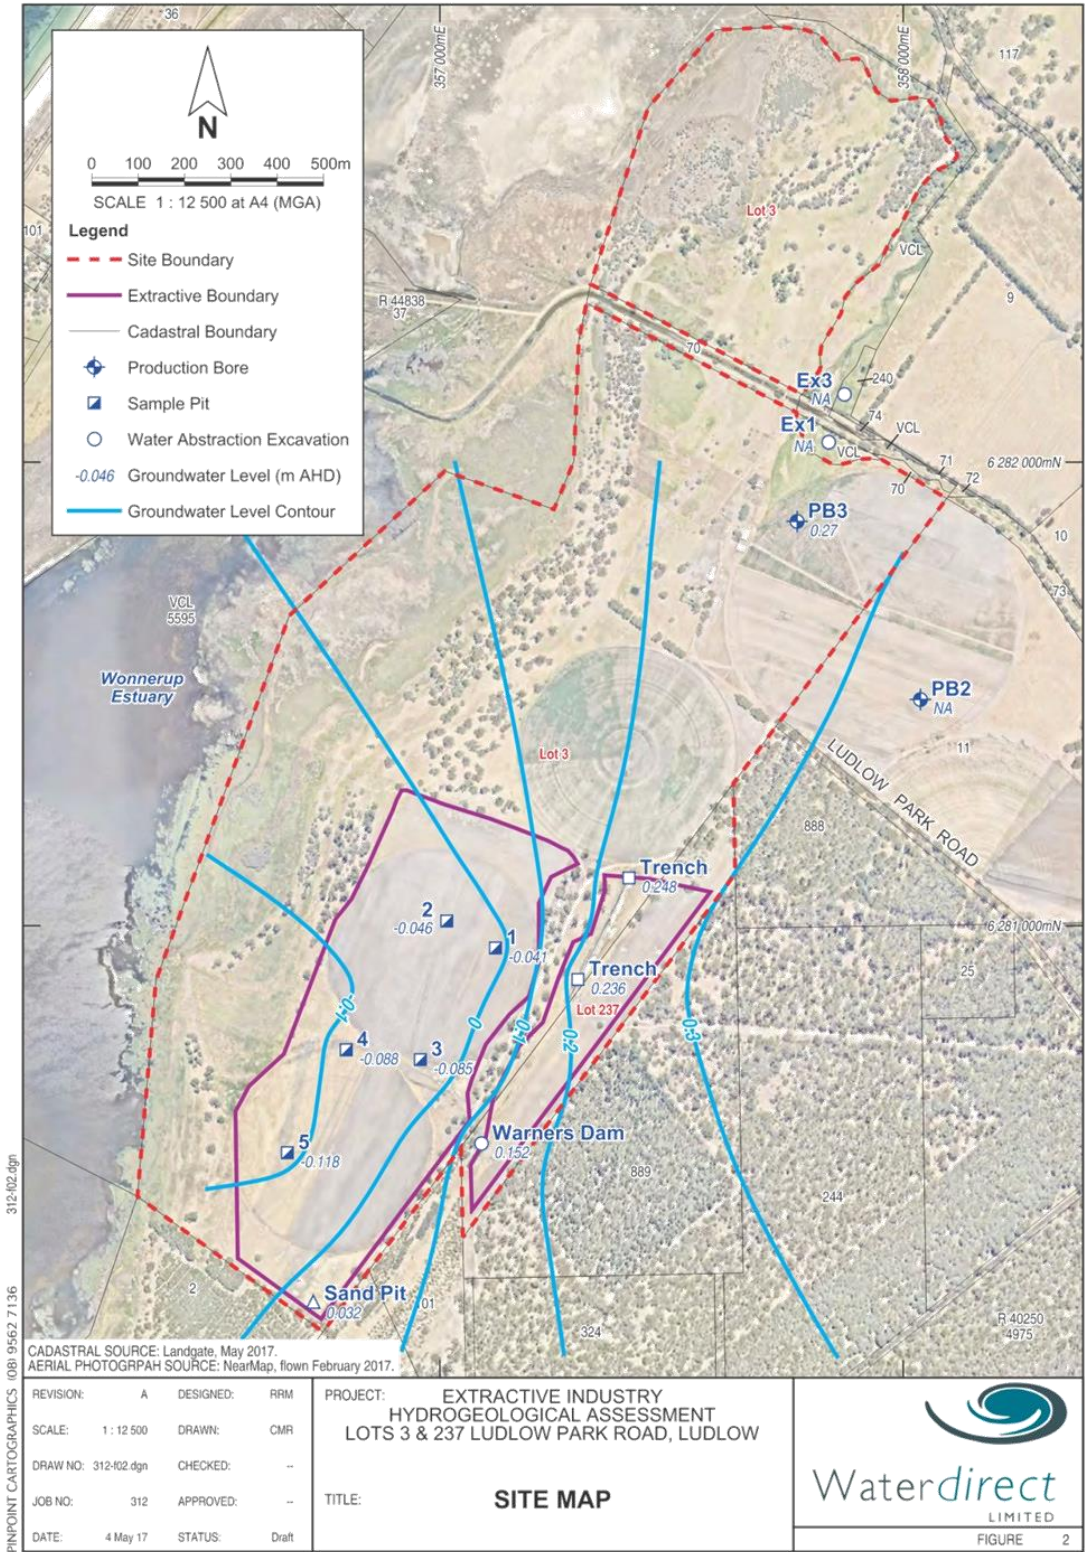 36
357 000mE
358 000mE
117
N
0 100 200 300 400 500m
SCALE 1 : 12 500 at A4 (MGA)
Legend
Site Boundary
Extractive Boundary
Cadastral Boundary
Production Bore
Sample Pit
Water Abstraction Excavation
-0.046 Groundwater Level (m AHD)
Groundwater Level Contour
101
Lot 3
VCL
9
R 44838
37
70
Ex3
NA
240
74
Ex1
NA
VCL
VCL
71
6 282 000mN
72
70
PB3
0.27
10
73
VCL
5595
Wonnerup
Estuary
PB2
NA
11
Lot 3
LUDLOW PARK ROAD
888
Trench
0.248
2
-0.046
1
-0.041
6 281 000mN
Trench
0.236
25
Lot 237
-0.1
0
0.1
0.2
0.3
4
-0.088
3
-0.085
Warners Dam
0.152
5
-0.118
889
244
2
Sand Pit
0.032
01
324
R 40250
4975
CADASTRAL SOURCE: Landgate, May 2017.
AERIAL PHOTOGRPAH SOURCE: NearMap, flown February 2017.
PINPOINT CARTOGRAPHICS (08) 9562 7136 312-f02.dgn
REVISION: A DESIGNED: RRM
SCALE: 1 : 12 500 DRAWN: CMR
DRAW NO: 312-f02.dgn CHECKED: --
JOB NO: 312 APPROVED: --
DATE: 4 May 17 STATUS: Draft
PROJECT: EXTRACTIVE INDUSTRY
HYDROGEOLOGICAL ASSESSMENT
LOTS 3 & 237 LUDLOW PARK ROAD, LUDLOW
TITLE: SITE MAP
Waterdirect
LIMITED
FIGURE 2